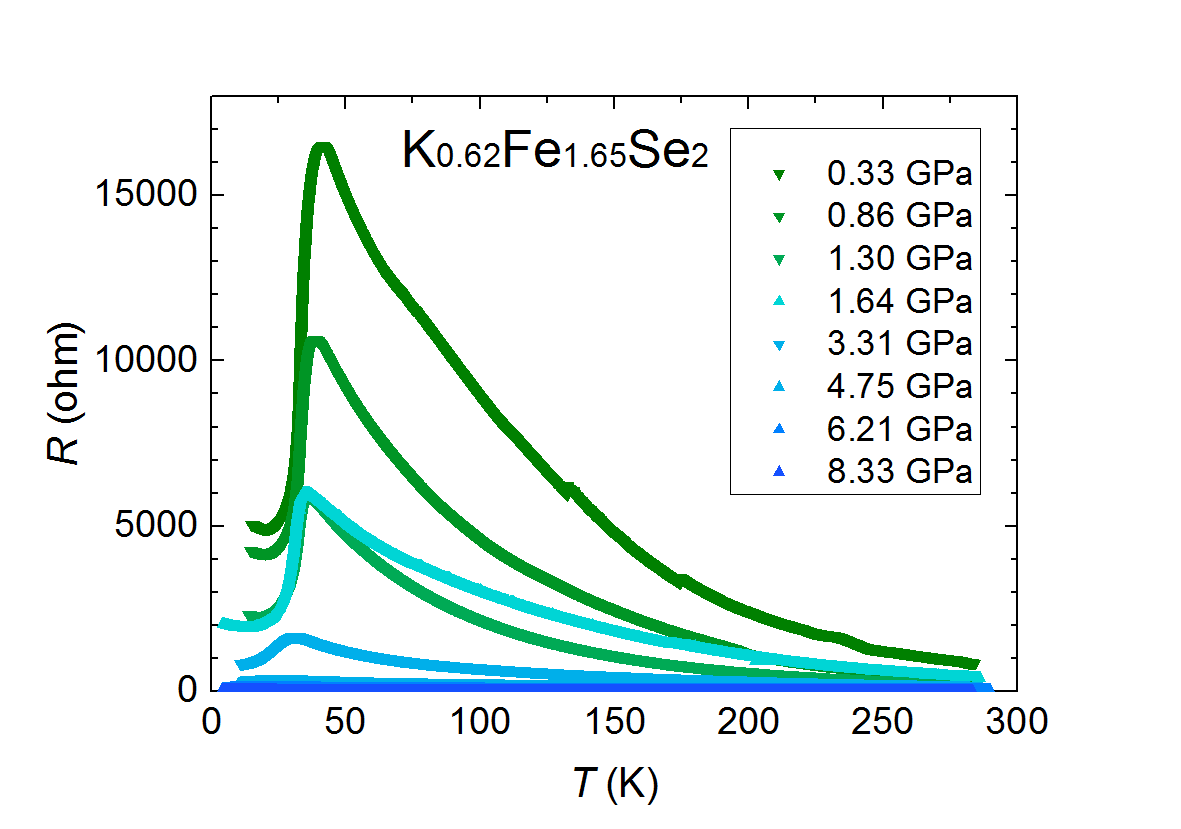 K0.62Fe1.65Se2
0.33 GPa
0.86 GPa
1.30 GPa
1.64 GPa
3.31 GPa
4.75 GPa
6.21 GPa
8.33 GPa
R (ohm)
15000
10000
5000
0
0 50 100 150 200 250 300
T (K)